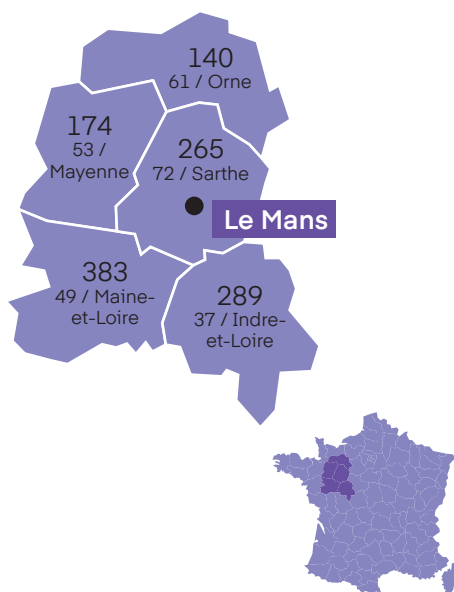 140
61 / Orne
174
53 /
Mayenne
265
72 / Sarthe
Le Mans
383
49 / Maine-
et-Loire
289
37 / Indre-
et-Loire